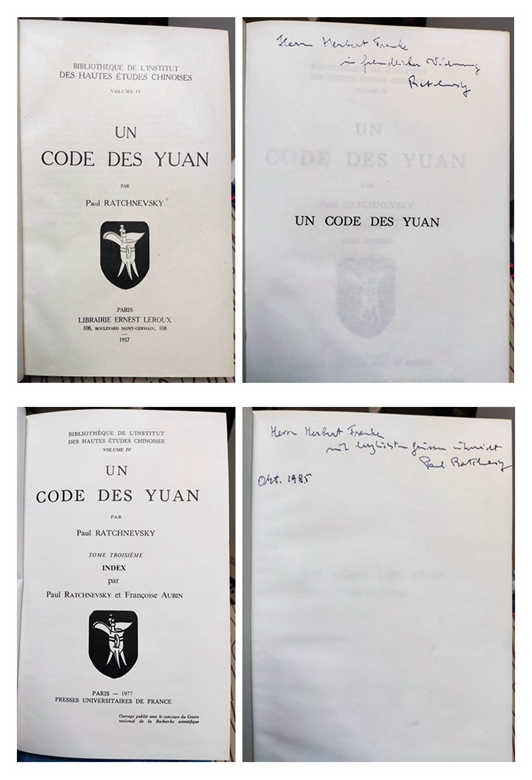 BIBLIOTHÈQUE DE L'INSTITUT
DES HAUTES ÉTUDES CHINOISES
VOLUME IV
UN
CODE DES YUAN
PAR
Paul RATCHNEVSKY
PARIS
LIBRAIRIE ERNEST LEROUX
108, BOULEVARD SAINT-GERMAIN, 108
1937
Herrn Herbert Franke
in freundlicher Widmung
Ratchnevsky
UN CODE DES YUAN
BIBLIOTHÈQUE DE L'INSTITUT
DES HAUTES ÉTUDES CHINOISES
VOLUME IV
UN
CODE DES YUAN
PAR
Paul RATCHNEVSKY
TOME TROISIÈME
INDEX
par
Paul RATCHNEVSKY et Françoise AUBIN
PARIS — 1977
PRESSES UNIVERSITAIRES DE FRANCE
Ouvrage publié avec le concours du Centre
national de la Recherche scientifique
Herrn Herbert Franke
mit herzlichsten Grüssen überreicht
Paul Ratchnevsky
Okt. 1985